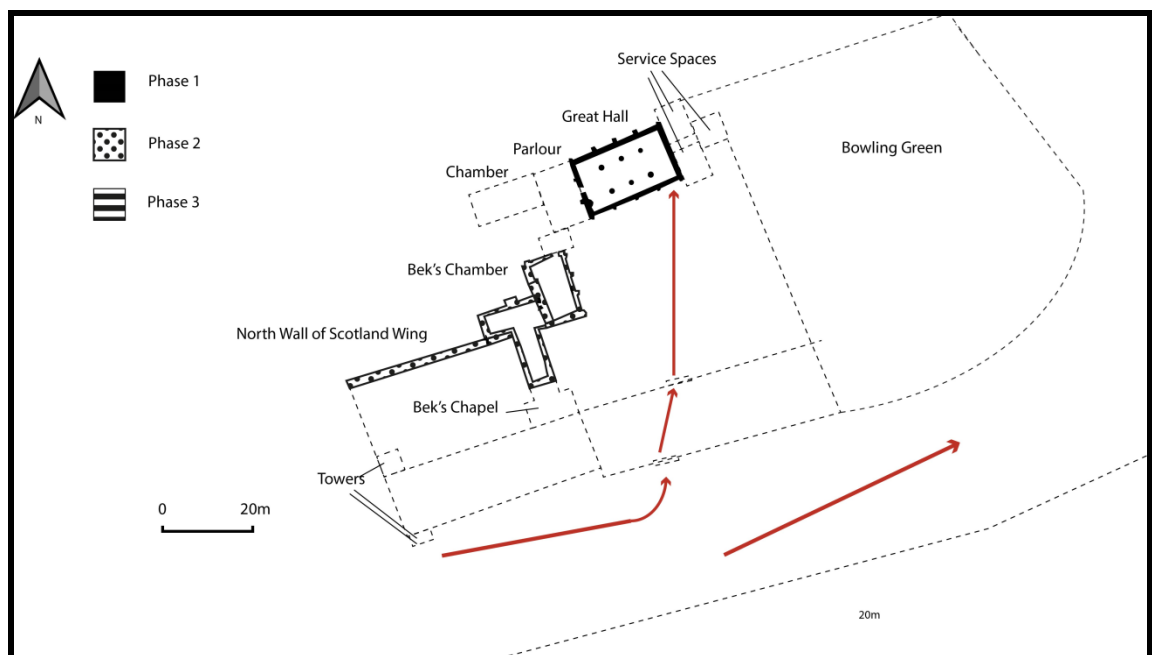 N
Phase 1
Phase 2
Phase 3
Service Spaces
Great Hall
Parlour
Chamber
Bowling Green
Bek's Chamber
North Wall of Scotland Wing
Bek's Chapel
Towers
0 20m
20m